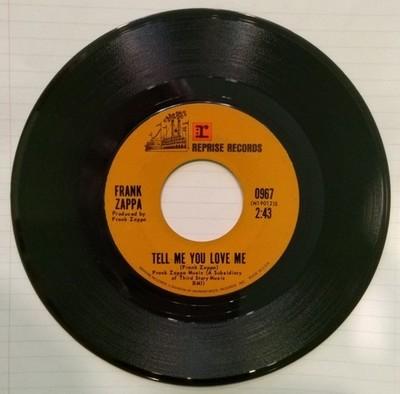 r
REPRISE RECORDS
FRANK
ZAPPA
Produced by
Frank Zappa
0967
2:43
TELL ME YOU LOVE ME
(Frank Zappa)
Frank Zappa Music (A Subsidiary
of Third Story Music
BMI)